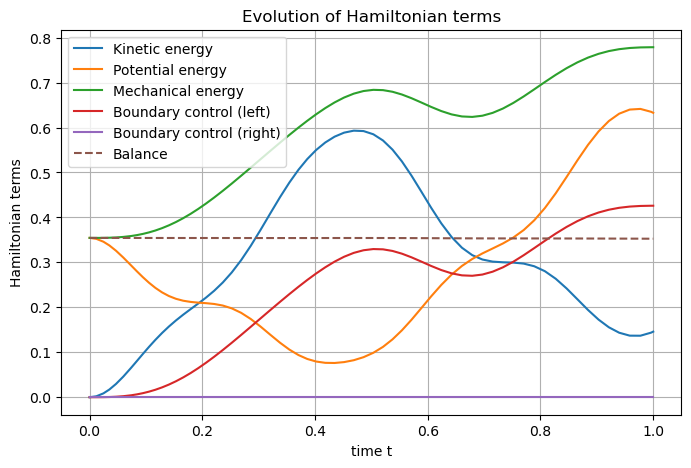 Evolution of Hamiltonian terms
Kinetic energy
Potential energy
Mechanical energy
Boundary control (left)
Boundary control (right)
Balance
Hamiltonian terms
0.8
0.7
0.6
0.5
0.4
0.3
0.2
0.1
0.0
0.0 0.2 0.4 0.6 0.8 1.0
time t